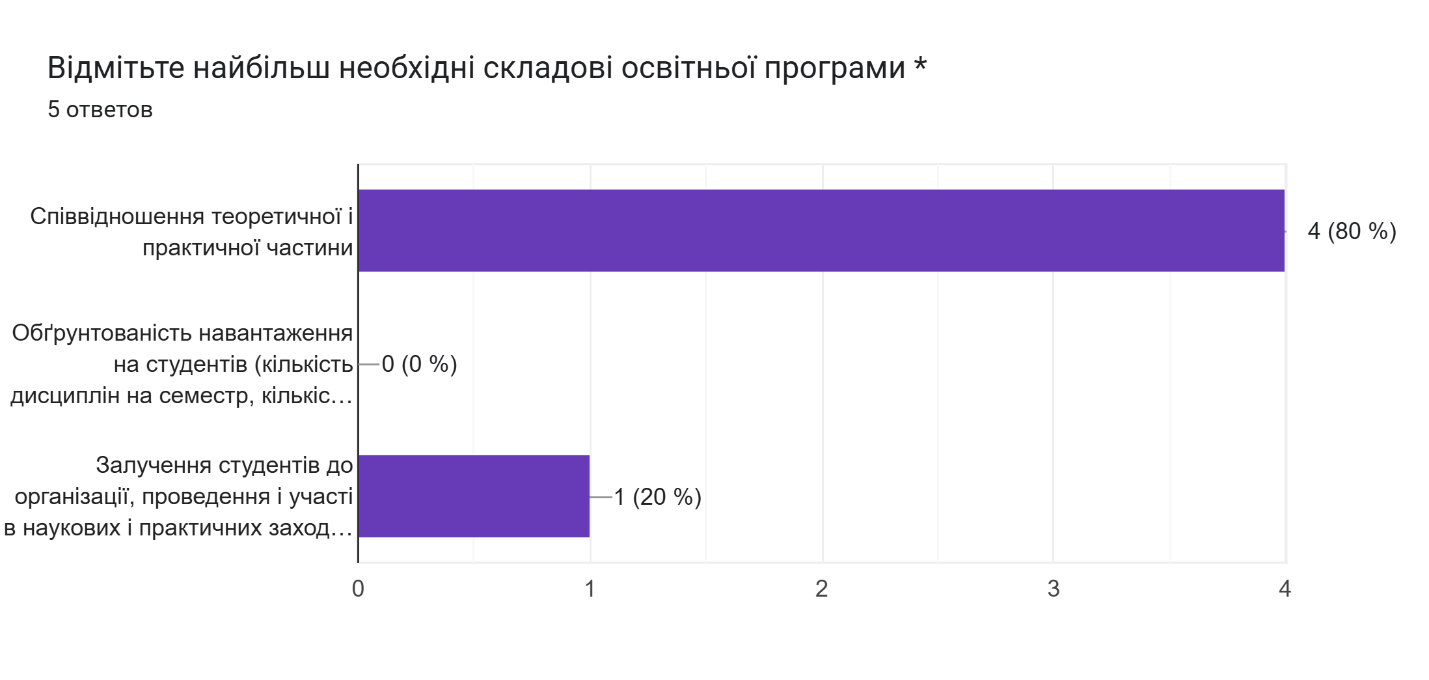 Відмітьте найбільш необхідні складові освітньої програми *
5 ответов
Співвідношення теоретичної і
практичної частини
4 (80 %)
Обґрунтованість навантаження
на студентів (кількість
дисциплін на семестр, кількіс…
0 (0 %)
Залучення студентів до
організації, проведення і участі
в наукових і практичних заход…
1 (20 %)
0 1 2 3 4